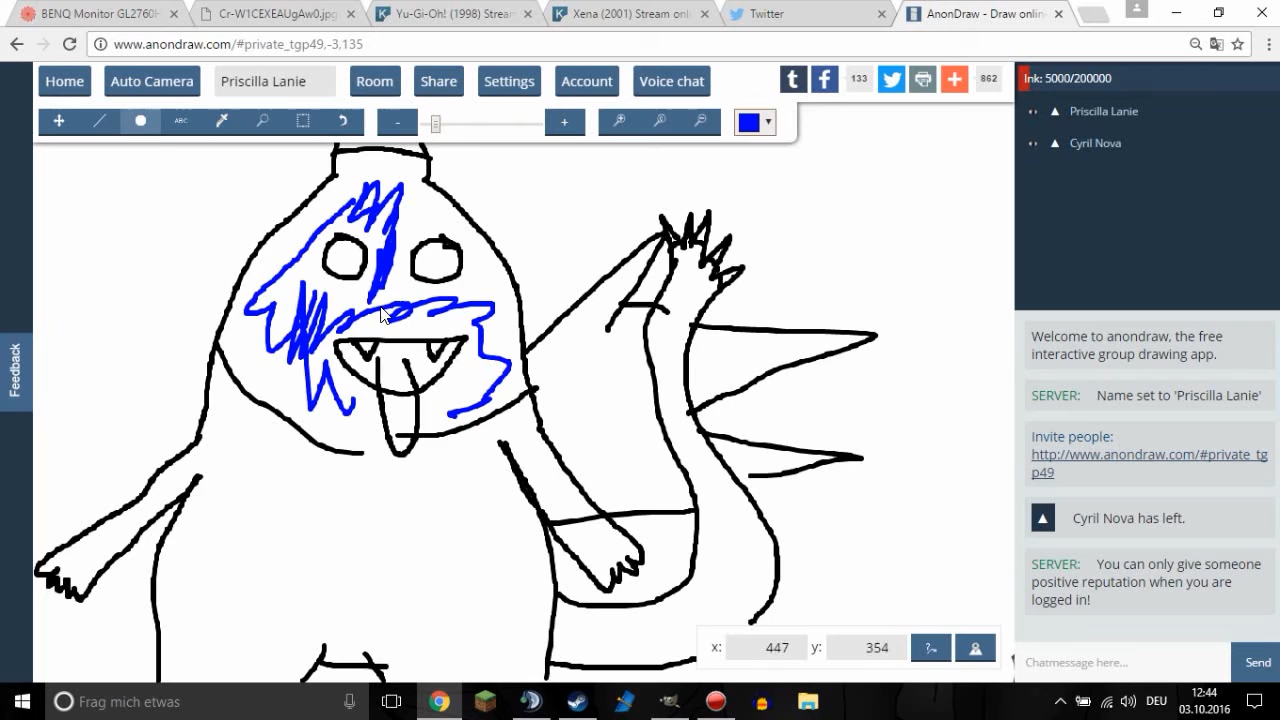 BENQ Monitor GL2760H
Cr-W1CEXEAUgAw0.jpg
Yu-Gi-Oh! (1998) Stream
Xena (2001) Stream onl
Twitter
AnonDraw - Draw onlin
www.anondraw.com/#private_tgp49,-3,135
Home
Auto Camera
Priscilla Lanie
Room
Share
Settings
Account
Voice chat
t
f
133
+
862
ABC
-
+
Ink: 5000/200000
Priscilla Lanie
Cyril Nova
Feedback
Welcome to anondraw, the free
interactive group drawing app.
SERVER: Name set to 'Priscilla Lanie'
Invite people:
http://www.anondraw.com/#private_tg
p49
Cyril Nova has left.
SERVER: You can only give someone
positive reputation when you are
logged in!
x: 447 y: 354
Chatmessage here...
Send
Frag mich etwas
DEU
12:44
03.10.2016